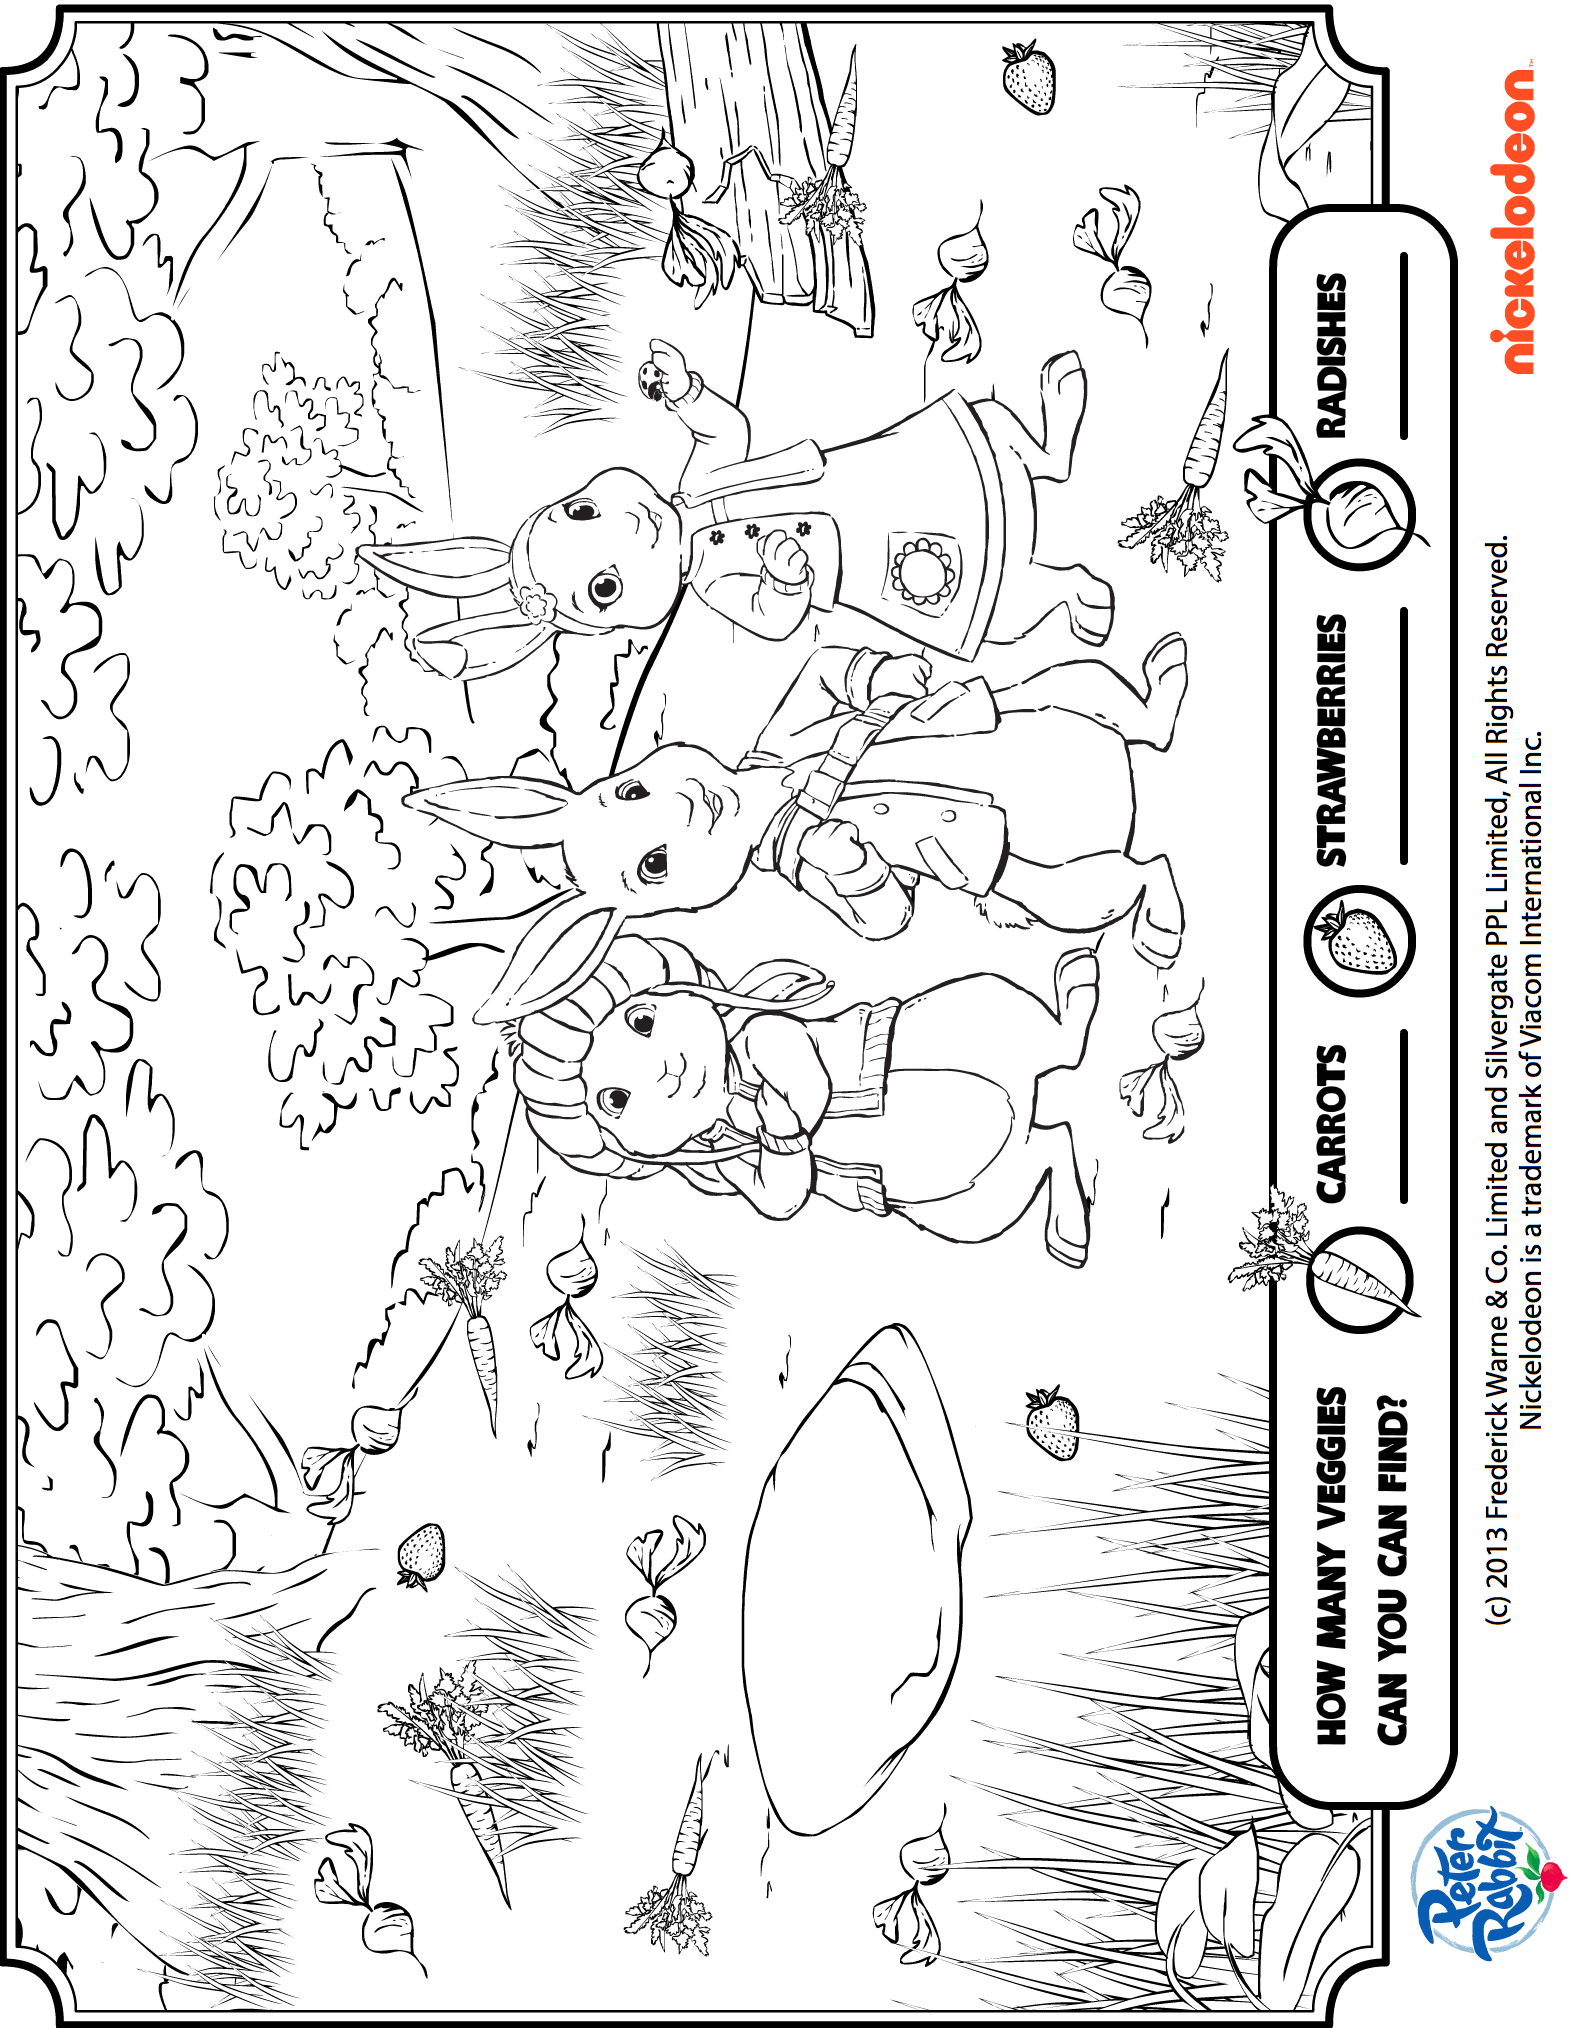 HOW MANY VEGGIES
CAN YOU CAN FIND?
CARROTS
STRAWBERRIES
RADISHES
Peter
Rabbit
(c) 2013 Frederick Warne & Co. Limited and Silvergate PPL Limited, All Rights Reserved.
Nickelodeon is a trademark of Viacom International Inc.
nickelodeon™